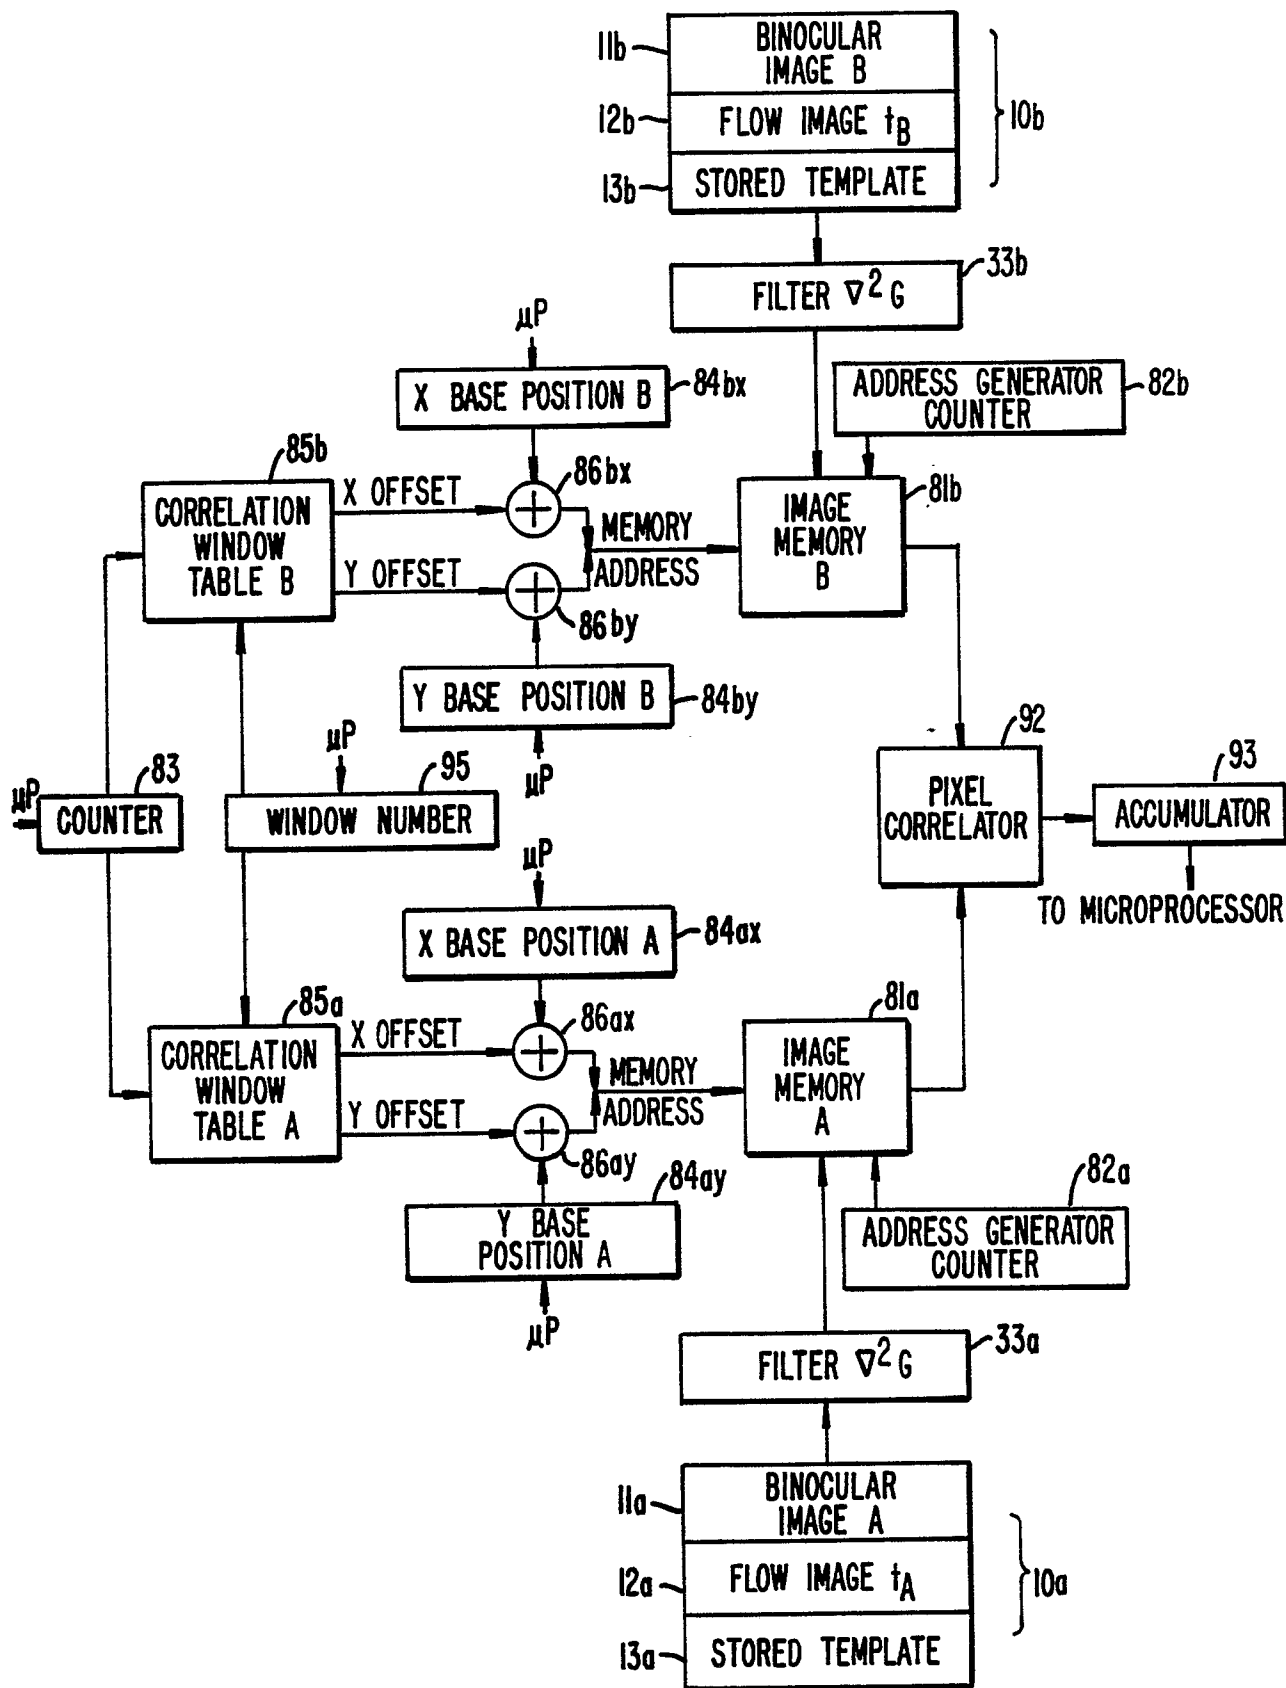 11b
BINOCULAR
IMAGE B
12b
FLOW IMAGE tB
10b
13b
STORED TEMPLATE
33b
FILTER ∇² G
μP
X BASE POSITION B
84bx
ADDRESS GENERATOR
COUNTER
82b
85b
CORRELATION
WINDOW
TABLE B
X OFFSET
Y OFFSET
86bx
86by
MEMORY
ADDRESS
IMAGE
MEMORY
B
81b
Y BASE POSITION B
84by
μP
μP
83
COUNTER
μP
95
WINDOW NUMBER
92
PIXEL
CORRELATOR
93
ACCUMULATOR
TO MICROPROCESSOR
μP
X BASE POSITION A
84ax
85a
CORRELATION
WINDOW
TABLE A
X OFFSET
Y OFFSET
86ax
86ay
MEMORY
ADDRESS
81a
IMAGE
MEMORY
A
84ay
Y BASE
POSITION A
μP
82a
ADDRESS GENERATOR
COUNTER
33a
FILTER ∇² G
11a
BINOCULAR
IMAGE A
12a
FLOW IMAGE tA
10a
13a
STORED TEMPLATE